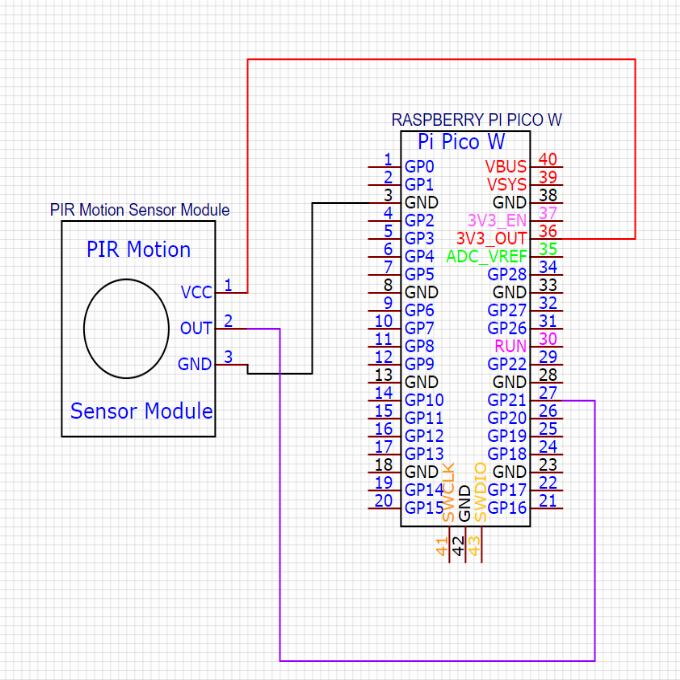 RASPBERRY PI PICO W
Pi Pico W
1 GP0 VBUS 40
2 GP1 VSYS 39
3 GND GND 38
4 GP2 3V3_EN 37
5 GP3 3V3_OUT 36
6 GP4 ADC_VREF 35
7 GP5 GP28 34
8 GND GND 33
9 GP6 GP27 32
10 GP7 GP26 31
11 GP8 RUN 30
12 GP9 GP22 29
13 GND GND 28
14 GP10 GP21 27
15 GP11 GP20 26
16 GP12 GP19 25
17 GP13 GP18 24
18 GND GND 23
19 GP14 GP17 22
20 GP15 GP16 21
SWCLK 41
GND 42
SWDIO 43
PIR Motion Sensor Module
PIR Motion
VCC 1
OUT 2
GND 3
Sensor Module